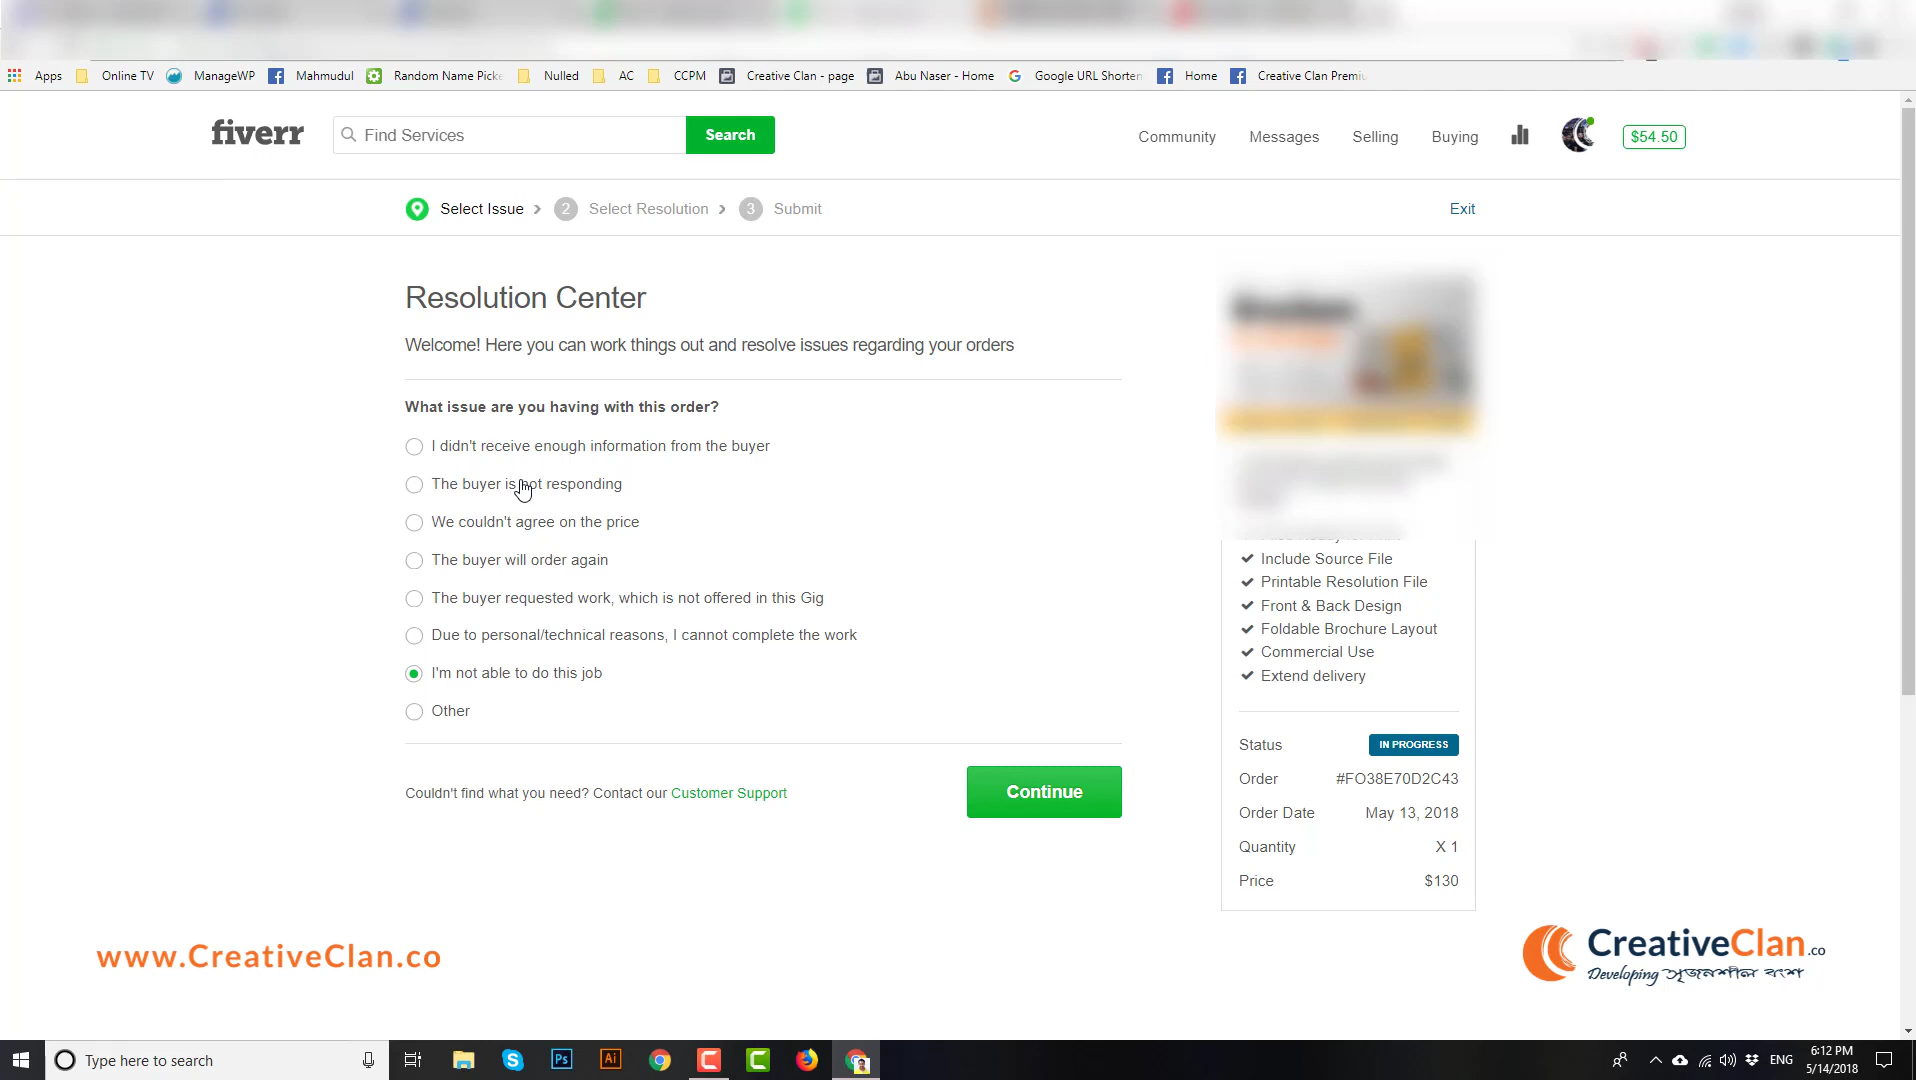 Apps Online TV ManageWP Mahmudul Random Name Picke Nulled AC CCPM Creative Clan - page Abu Naser - Home Google URL Shorten Home Creative Clan Premiu
fiverr Find Services Search Community Messages Selling Buying $54.50
Select Issue 2 Select Resolution 3 Submit Exit
Resolution Center
Welcome! Here you can work things out and resolve issues regarding your orders
What issue are you having with this order?
I didn't receive enough information from the buyer
The buyer is not responding
We couldn't agree on the price
The buyer will order again
The buyer requested work, which is not offered in this Gig
Due to personal/technical reasons, I cannot complete the work
I'm not able to do this job
Other
Couldn't find what you need? Contact our Customer Support
Continue
Include Source File
Printable Resolution File
Front & Back Design
Foldable Brochure Layout
Commercial Use
Extend delivery
Status IN PROGRESS
Order #FO38E70D2C43
Order Date May 13, 2018
Quantity X 1
Price $130
www.CreativeClan.co
CreativeClan.co
Developing সৃজনশীল বংশ
Type here to search
Ps Ai
ENG
6:12 PM
5/14/2018